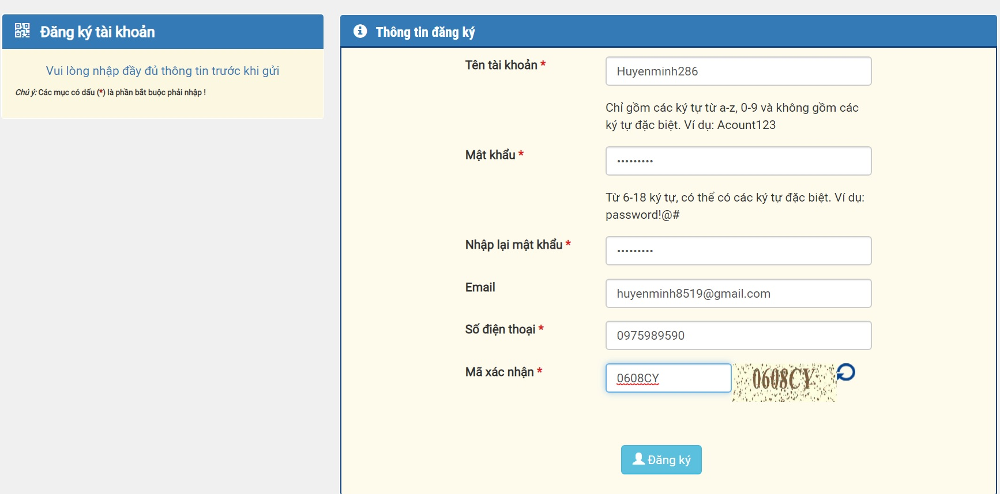 Đăng ký tài khoản
Vui lòng nhập đầy đủ thông tin trước khi gửi
Chú ý: Các mục có dấu (*) là phần bắt buộc phải nhập !
Thông tin đăng ký
Tên tài khoản *
Huyenminh286
Chỉ gồm các ký tự từ a-z, 0-9 và không gồm các
ký tự đặc biệt. Ví dụ: Acount123
Mật khẩu *
•••••••••
Từ 6-18 ký tự, có thể có các ký tự đặc biệt. Ví dụ:
password!@#
Nhập lại mật khẩu *
•••••••••
Email
huyenminh8519@gmail.com
Số điện thoại *
0975989590
Mã xác nhận *
0608CY
0608CY
Đăng ký